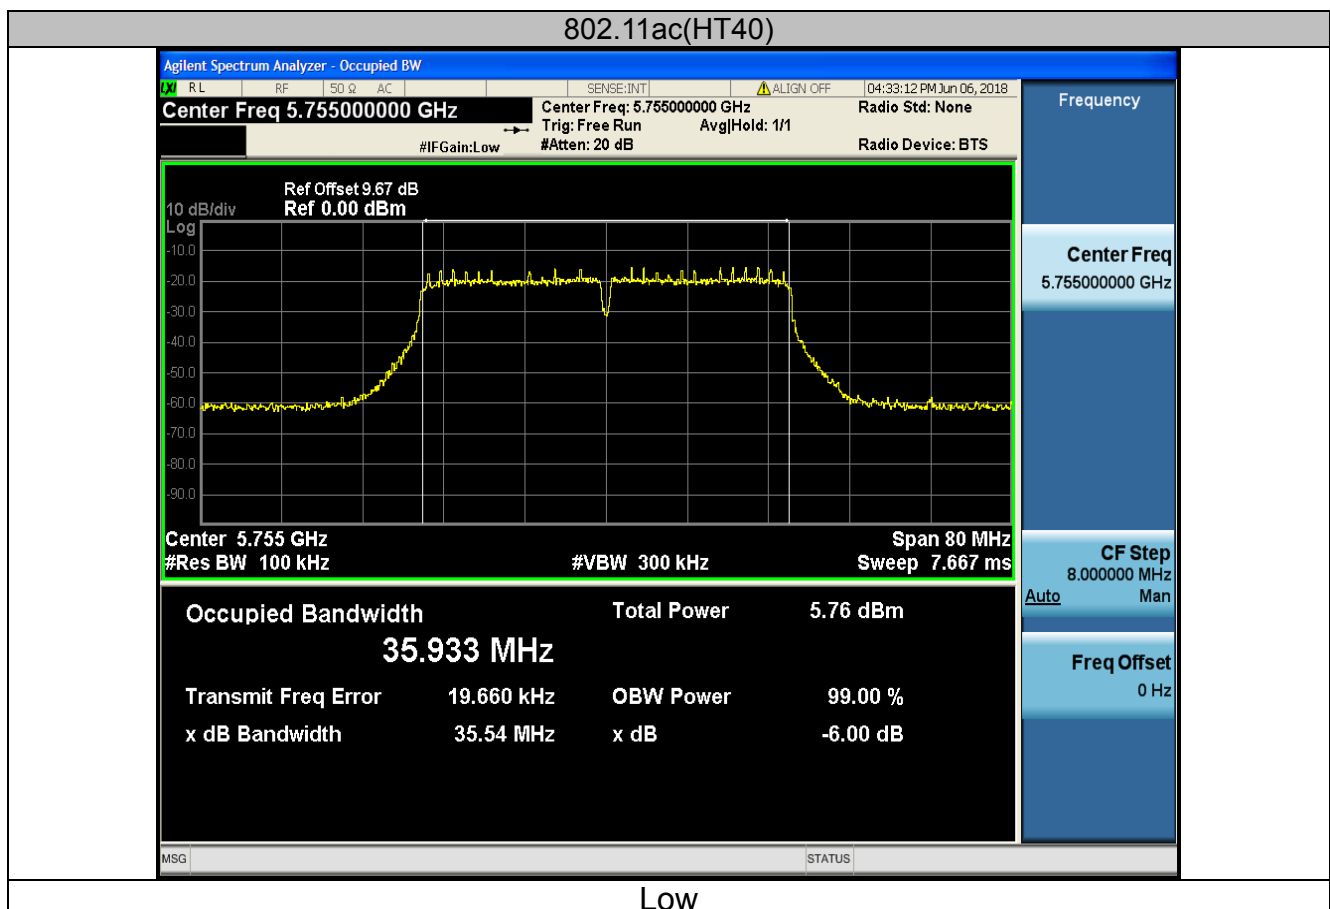 802.11ac(HT40)
Agilent Spectrum Analyzer - Occupied BW
LXI RL RF 50 Ω AC SENSE:INT ALIGN OFF 04:33:12 PM Jun 06, 2018
Center Freq 5.755000000 GHz
Center Freq: 5.755000000 GHz
Radio Std: None
Trig: Free Run Avg|Hold: 1/1
#IFGain:Low
#Atten: 20 dB
Radio Device: BTS
Ref Offset 9.67 dB
10 dB/div Ref 0.00 dBm
Log
-10.0
-20.0
-30.0
-40.0
-50.0
-60.0
-70.0
-80.0
-90.0
Center 5.755 GHz Span 80 MHz
#Res BW 100 kHz #VBW 300 kHz Sweep 7.667 ms
Occupied Bandwidth Total Power 5.76 dBm
35.933 MHz
Transmit Freq Error 19.660 kHz OBW Power 99.00 %
x dB Bandwidth 35.54 MHz x dB -6.00 dB
Frequency
Center Freq
5.755000000 GHz
CF Step
8.000000 MHz
Auto Man
Freq Offset
0 Hz
MSG STATUS
Low